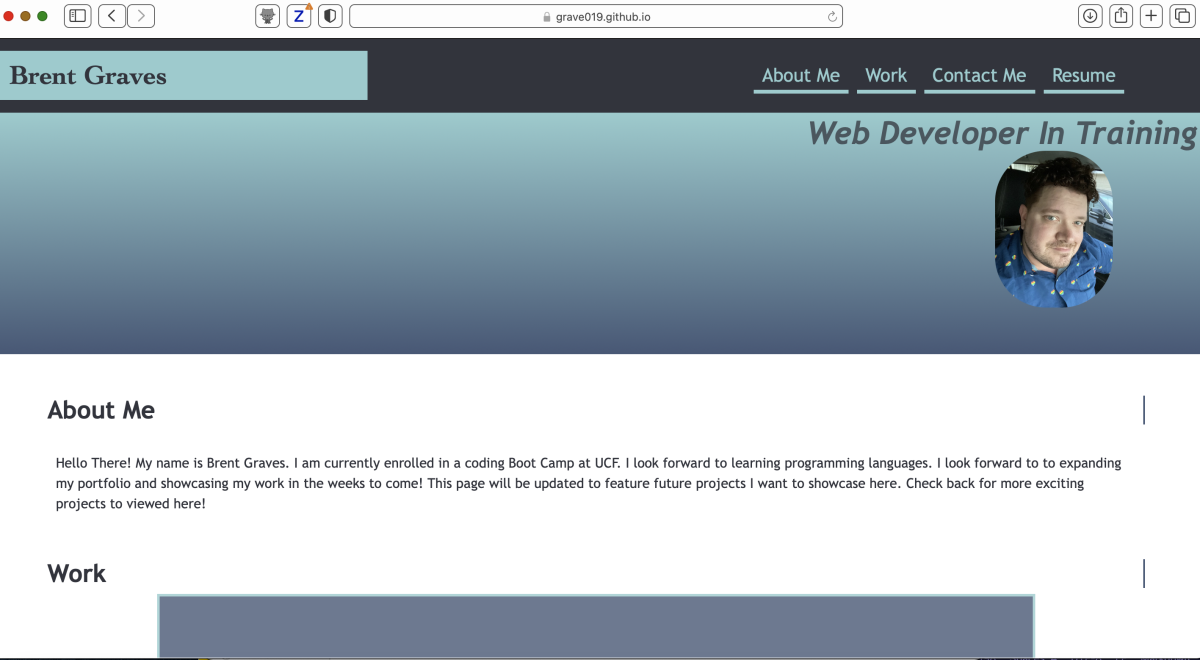 Z
grave019.github.io
Brent Graves
About Me Work Contact Me Resume
Web Developer In Training
About Me
Hello There! My name is Brent Graves. I am currently enrolled in a coding Boot Camp at UCF. I look forward to learning programming languages. I look forward to to expanding
my portfolio and showcasing my work in the weeks to come! This page will be updated to feature future projects I want to showcase here. Check back for more exciting
projects to viewed here!
Work